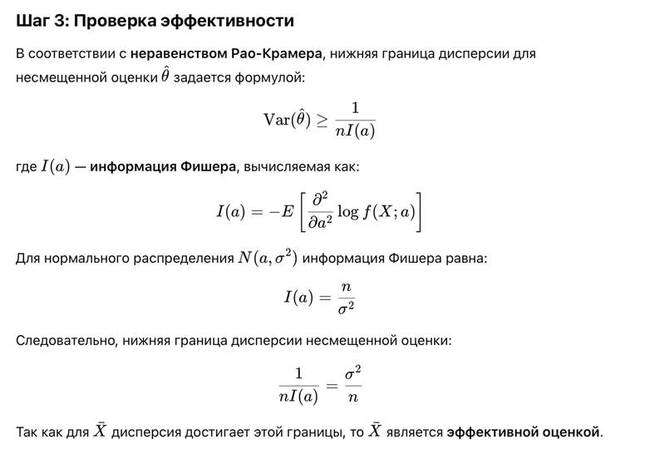 Шаг 3: Проверка эффективности
В соответствии с неравенством Рао-Крамера, нижняя граница дисперсии для
несмещенной оценки θ̂ задается формулой:
Var(θ̂) ≥ 1/(nI(a))
где I(a) — информация Фишера, вычисляемая как:
I(a) = −E [∂²/∂a² log f(X; a)]
Для нормального распределения N(a, σ²) информация Фишера равна:
I(a) = n/σ²
Следовательно, нижняя граница дисперсии несмещенной оценки:
1/(nI(a)) = σ²/n
Так как для X̄ дисперсия достигает этой границы, то X̄ является эффективной оценкой.